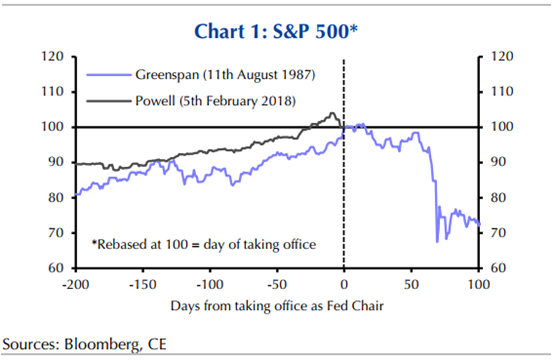 Chart 1: S&P 500*
120 120
Greenspan (11th August 1987)
110 110
Powell (5th February 2018)
100 100
90 90
80 80
70 70
*Rebased at 100 = day of taking office
60 60
-200 -150 -100 -50 0 50 100
Days from taking office as Fed Chair
Sources: Bloomberg, CE